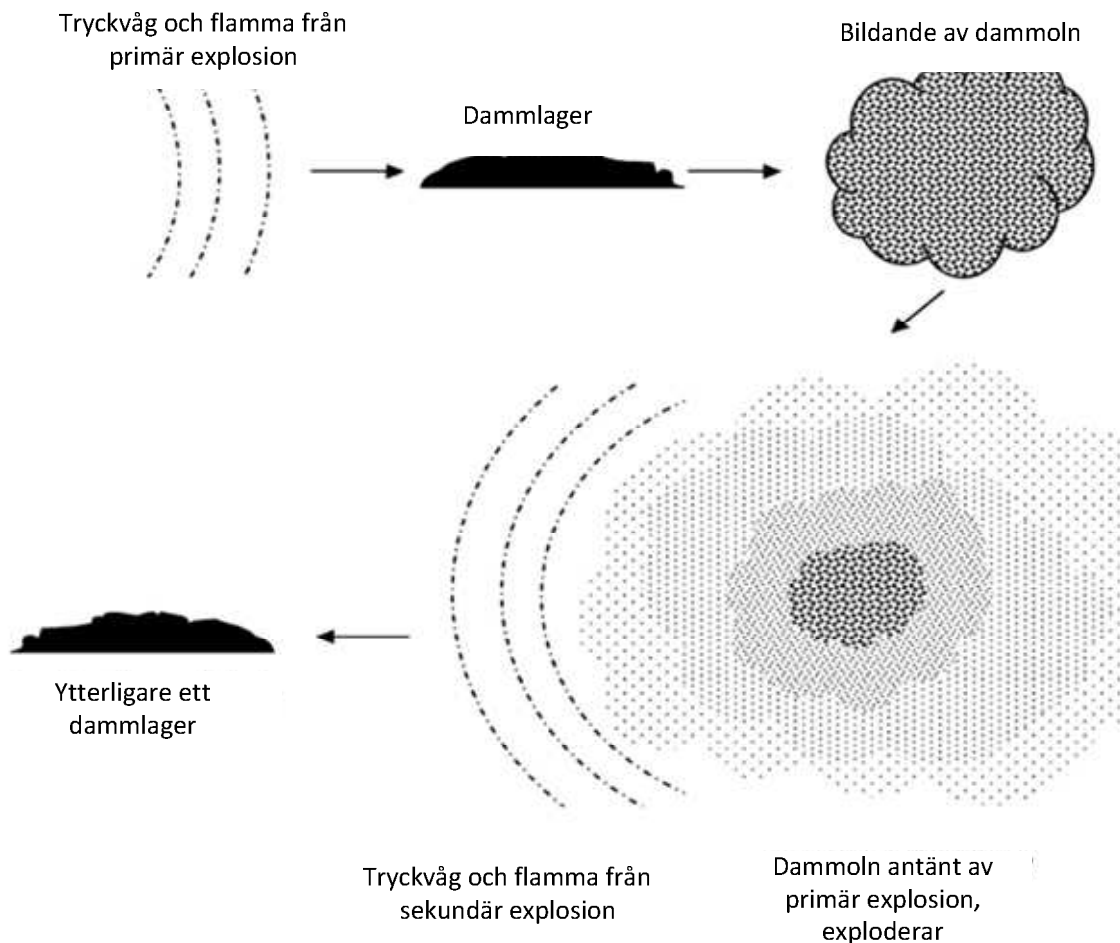 Tryckvåg och flamma från
primär explosion
Dammlager
Bildande av dammoln
Ytterligare ett
dammlager
Tryckvåg och flamma från
sekundär explosion
Dammoln antänt av
primär explosion,
exploderar